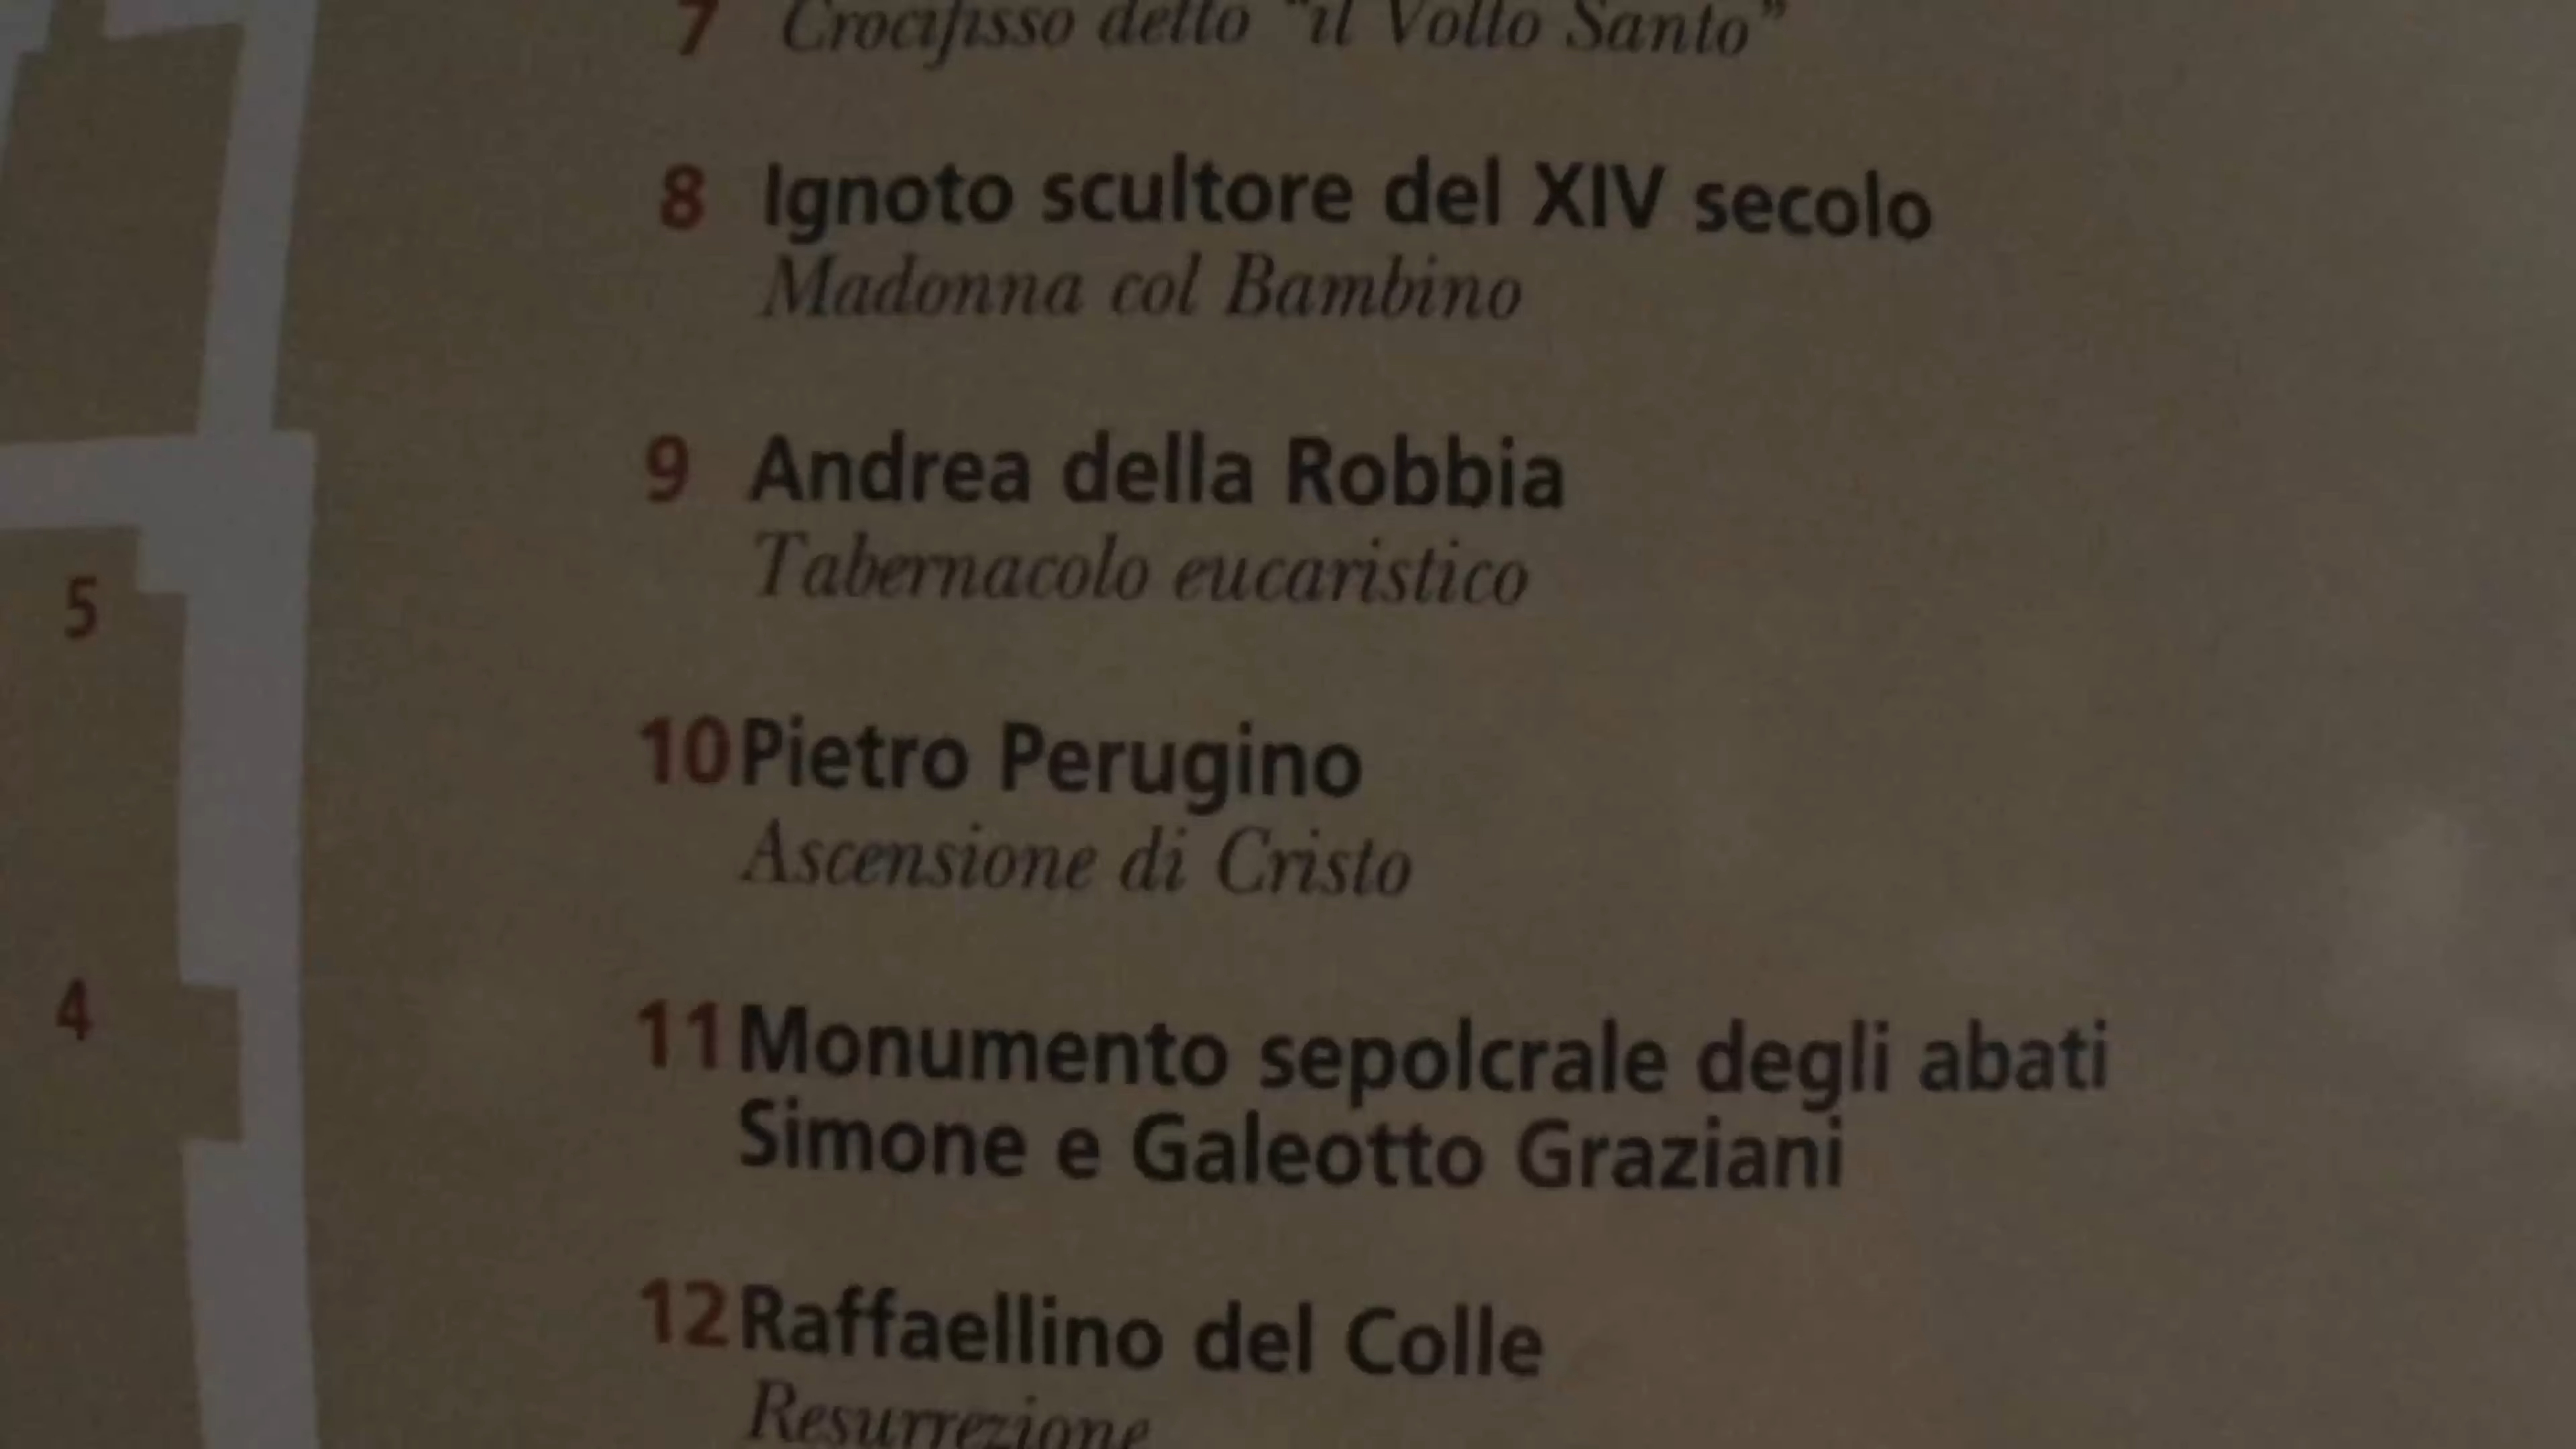 7 Crocifisso detto "il Volto Santo"
8 Ignoto scultore del XIV secolo
Madonna col Bambino
9 Andrea della Robbia
Tabernacolo eucaristico
10 Pietro Perugino
Ascensione di Cristo
11 Monumento sepolcrale degli abati
Simone e Galeotto Graziani
12 Raffaellino del Colle
Resurrezione
5
4